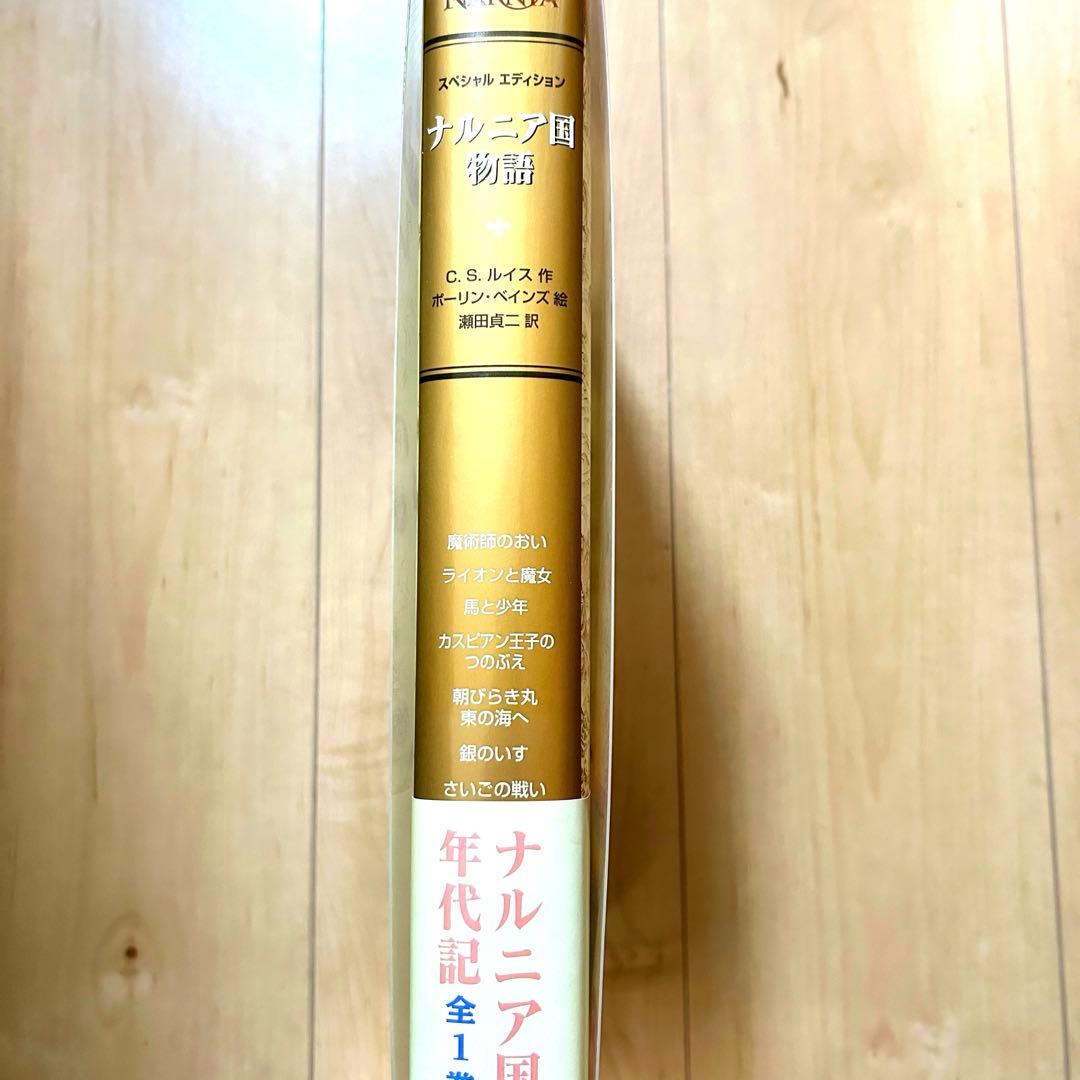 NARNIA
スペシャル エディション
ナルニア国
物語
C. S. ルイス 作
ポーリン・ベインズ 絵
瀬田貞二 訳
魔術師のおい
ライオンと魔女
馬と少年
カスピアン王子の
つのぶえ
朝びらき丸
東の海へ
銀のいす
さいごの戦い
ナルニア国
年代記
全1巻